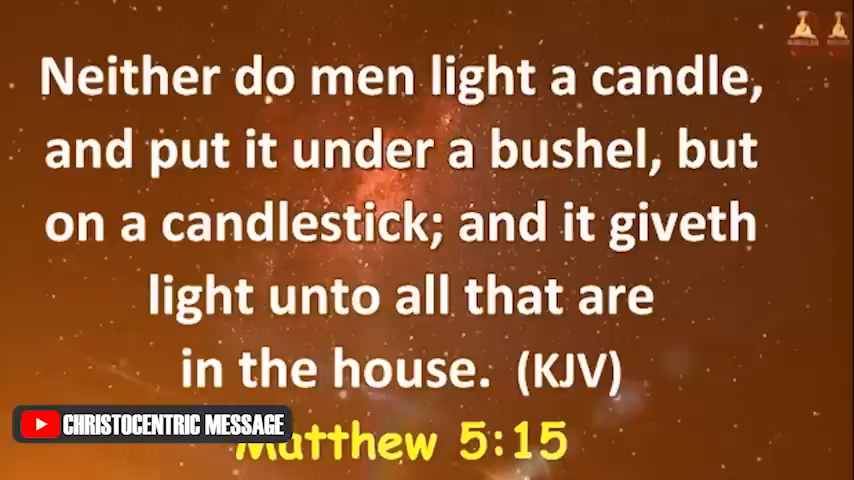 Neither do men light a candle,
and put it under a bushel, but
on a candlestick; and it giveth
light unto all that are
in the house. (KJV)
CHRISTOCENTRIC MESSAGE
Matthew 5:15